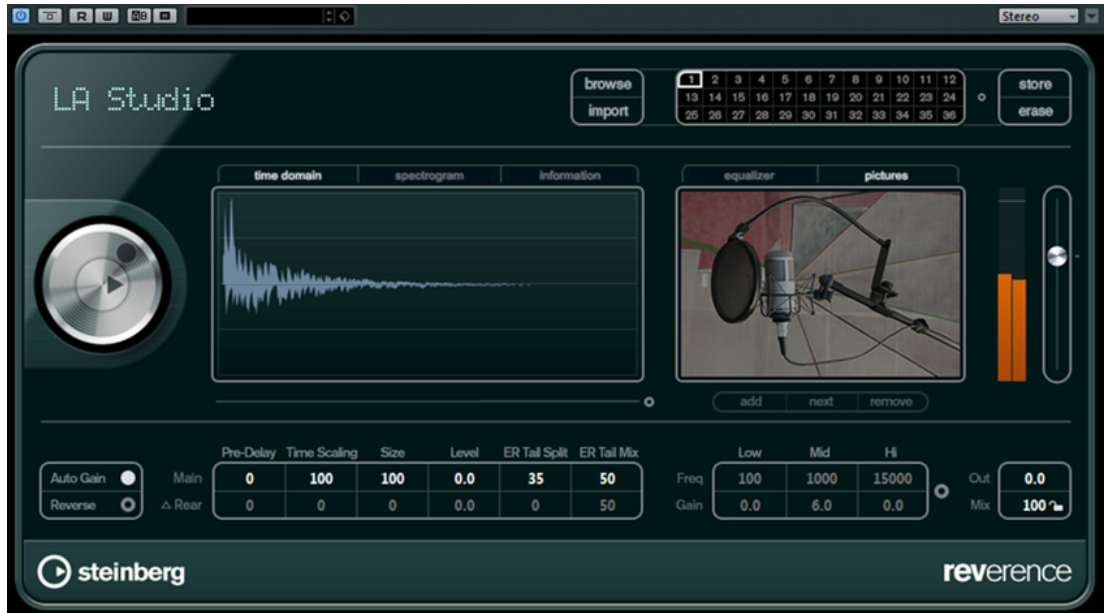 R W AB Stereo
LA Studio
browse
import
1 2 3 4 5 6 7 8 9 10 11 12
13 14 15 16 17 18 19 20 21 22 23 24
25 26 27 28 29 30 31 32 33 34 35 36
store
erase
time domain spectrogram information
equalizer pictures
add next remove
Pre-Delay Time Scaling Size Level ER Tail Split ER Tail Mix
Auto Gain Main 0 100 100 0.0 35 50
Reverse △ Rear 0 0 0 0.0 0 50
Low Mid Hi
Freq 100 1000 15000
Gain 0.0 6.0 0.0
Out 0.0
Mix 100
steinberg
reverence